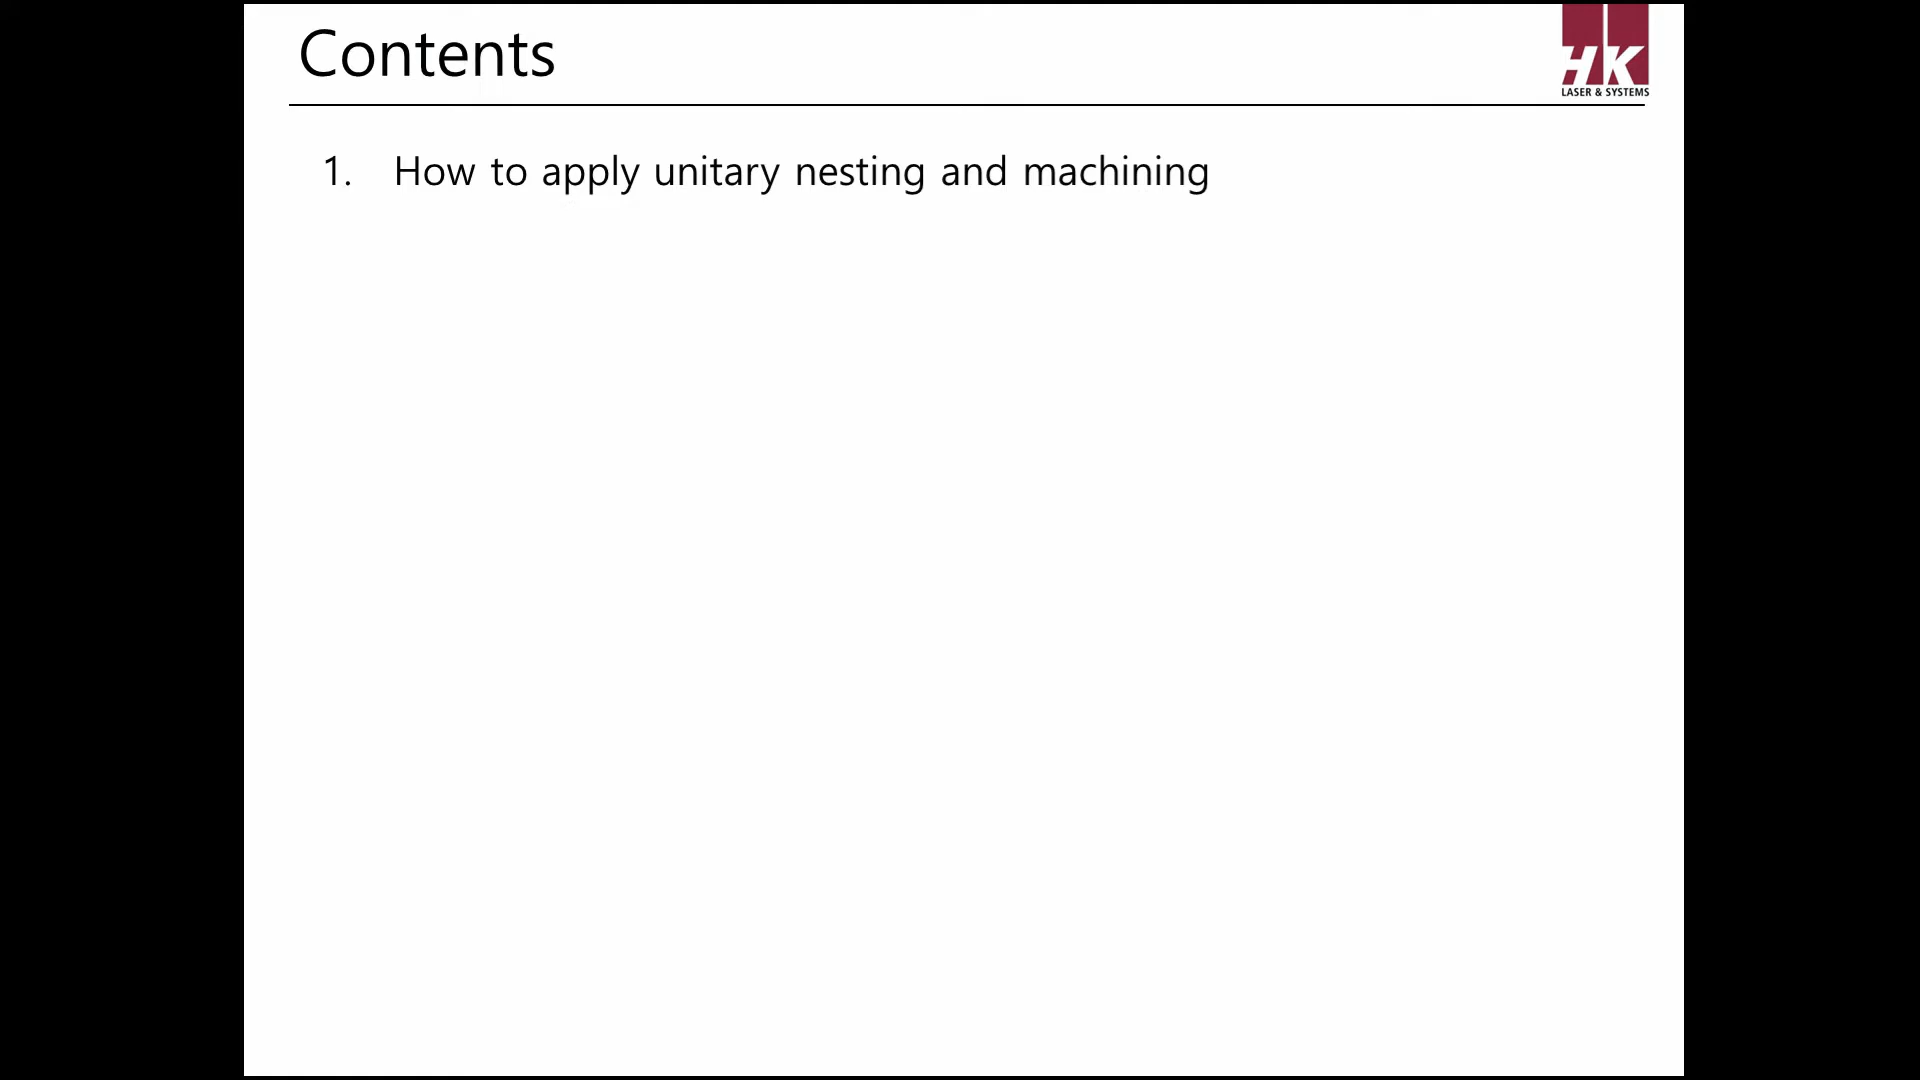 Contents
HK
LASER & SYSTEMS
1. How to apply unitary nesting and machining